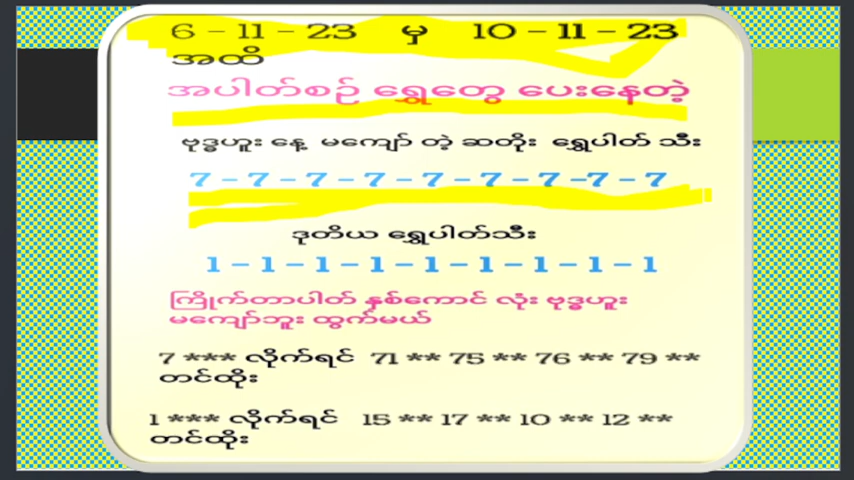 6 - 11 - 23 မှ 10 - 11 - 23
အထိ
အပါတ်စဉ် ရွှေတွေ ပေးနေတဲ့
ဗုဒ္ဓဟူး နေ့ မကျော် တဲ့ ဆတိုး ရွှေပါတ် သီး
7 - 7 - 7 - 7 - 7 - 7 - 7 -7 - 7
ဒုတိယ ရွှေပါတ်သီး
1 - 1 - 1 - 1 - 1 - 1 - 1 - 1 - 1
ကြိုက်တာပါတ် နှစ်ကောင် လုံး ဗုဒ္ဓဟူး
မကျော်ဘူး ထွက်မယ်
7 *** လိုက်ရင် 71 ** 75 ** 76 ** 79 **
တင်ထိုး
1 *** လိုက်ရင် 15 ** 17 ** 10 ** 12 **
တင်ထိုး